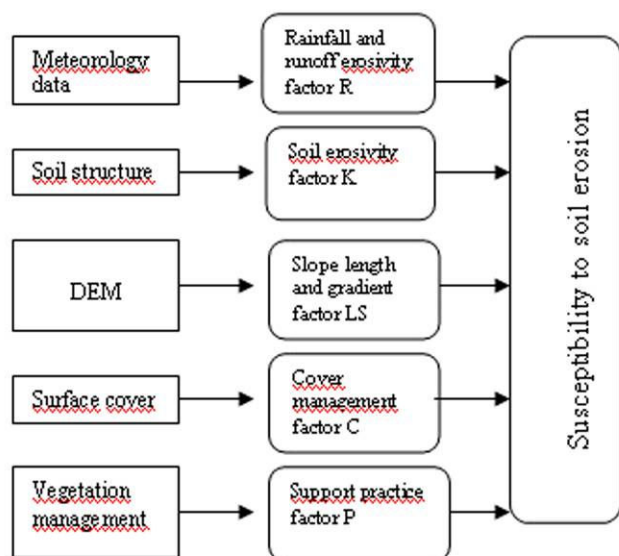 Meteorology
data
Rainfall and
runoff erosivity
factor R
Soil structure
Soil erosivity
factor K
DEM
Slope length
and gradient
factor LS
Surface cover
Cover
management
factor C
Vegetation
management
Support practice
factor P
Susceptibility to soil erosion